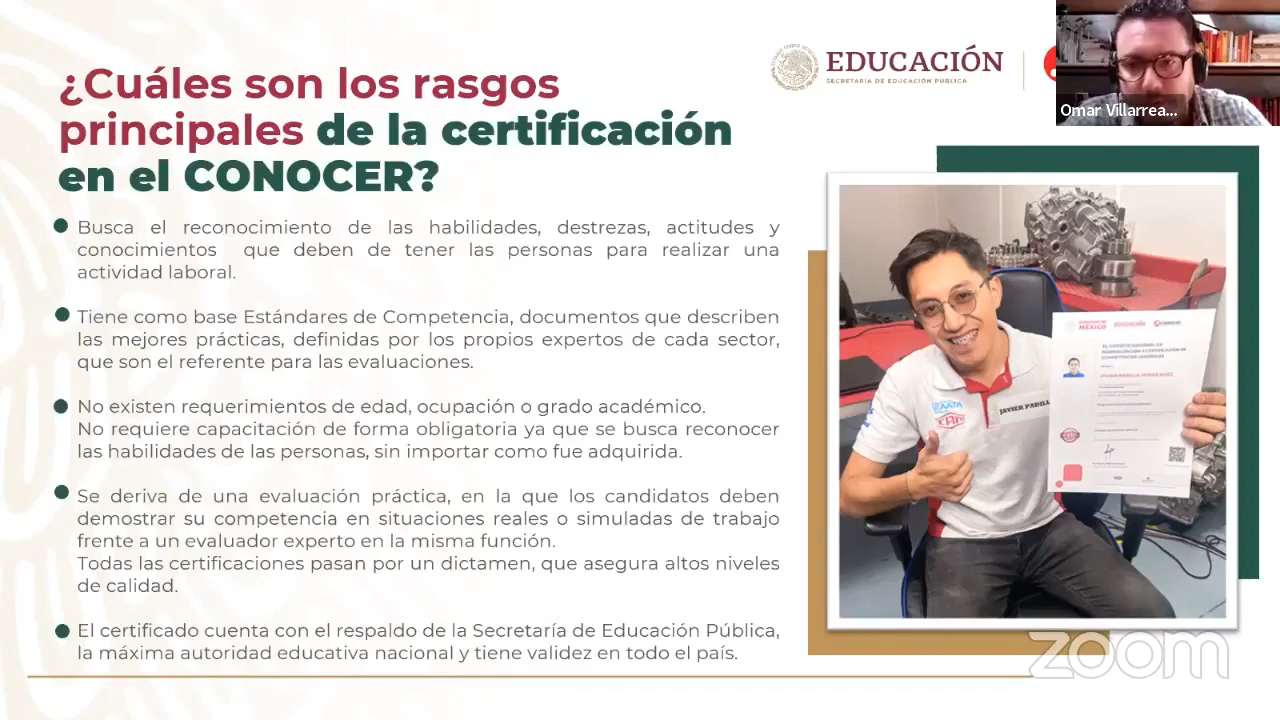 ¿Cuáles son los rasgos
principales de la certificación
en el CONOCER?
EDUCACIÓN
SECRETARÍA DE EDUCACIÓN PÚBLICA
Omar Villarrea...
Busca el reconocimiento de las habilidades, destrezas, actitudes y
conocimientos que deben de tener las personas para realizar una
actividad laboral.
Tiene como base Estándares de Competencia, documentos que describen
las mejores prácticas, definidas por los propios expertos de cada sector,
que son el referente para las evaluaciones.
No existen requerimientos de edad, ocupación o grado académico.
No requiere capacitación de forma obligatoria ya que se busca reconocer
las habilidades de las personas, sin importar como fue adquirida.
Se deriva de una evaluación práctica, en la que los candidatos deben
demostrar su competencia en situaciones reales o simuladas de trabajo
frente a un evaluador experto en la misma función.
Todas las certificaciones pasan por un dictamen, que asegura altos niveles
de calidad.
El certificado cuenta con el respaldo de la Secretaría de Educación Pública,
la máxima autoridad educativa nacional y tiene validez en todo el país.
MÉXICO
JAVIER PADILL
zoom